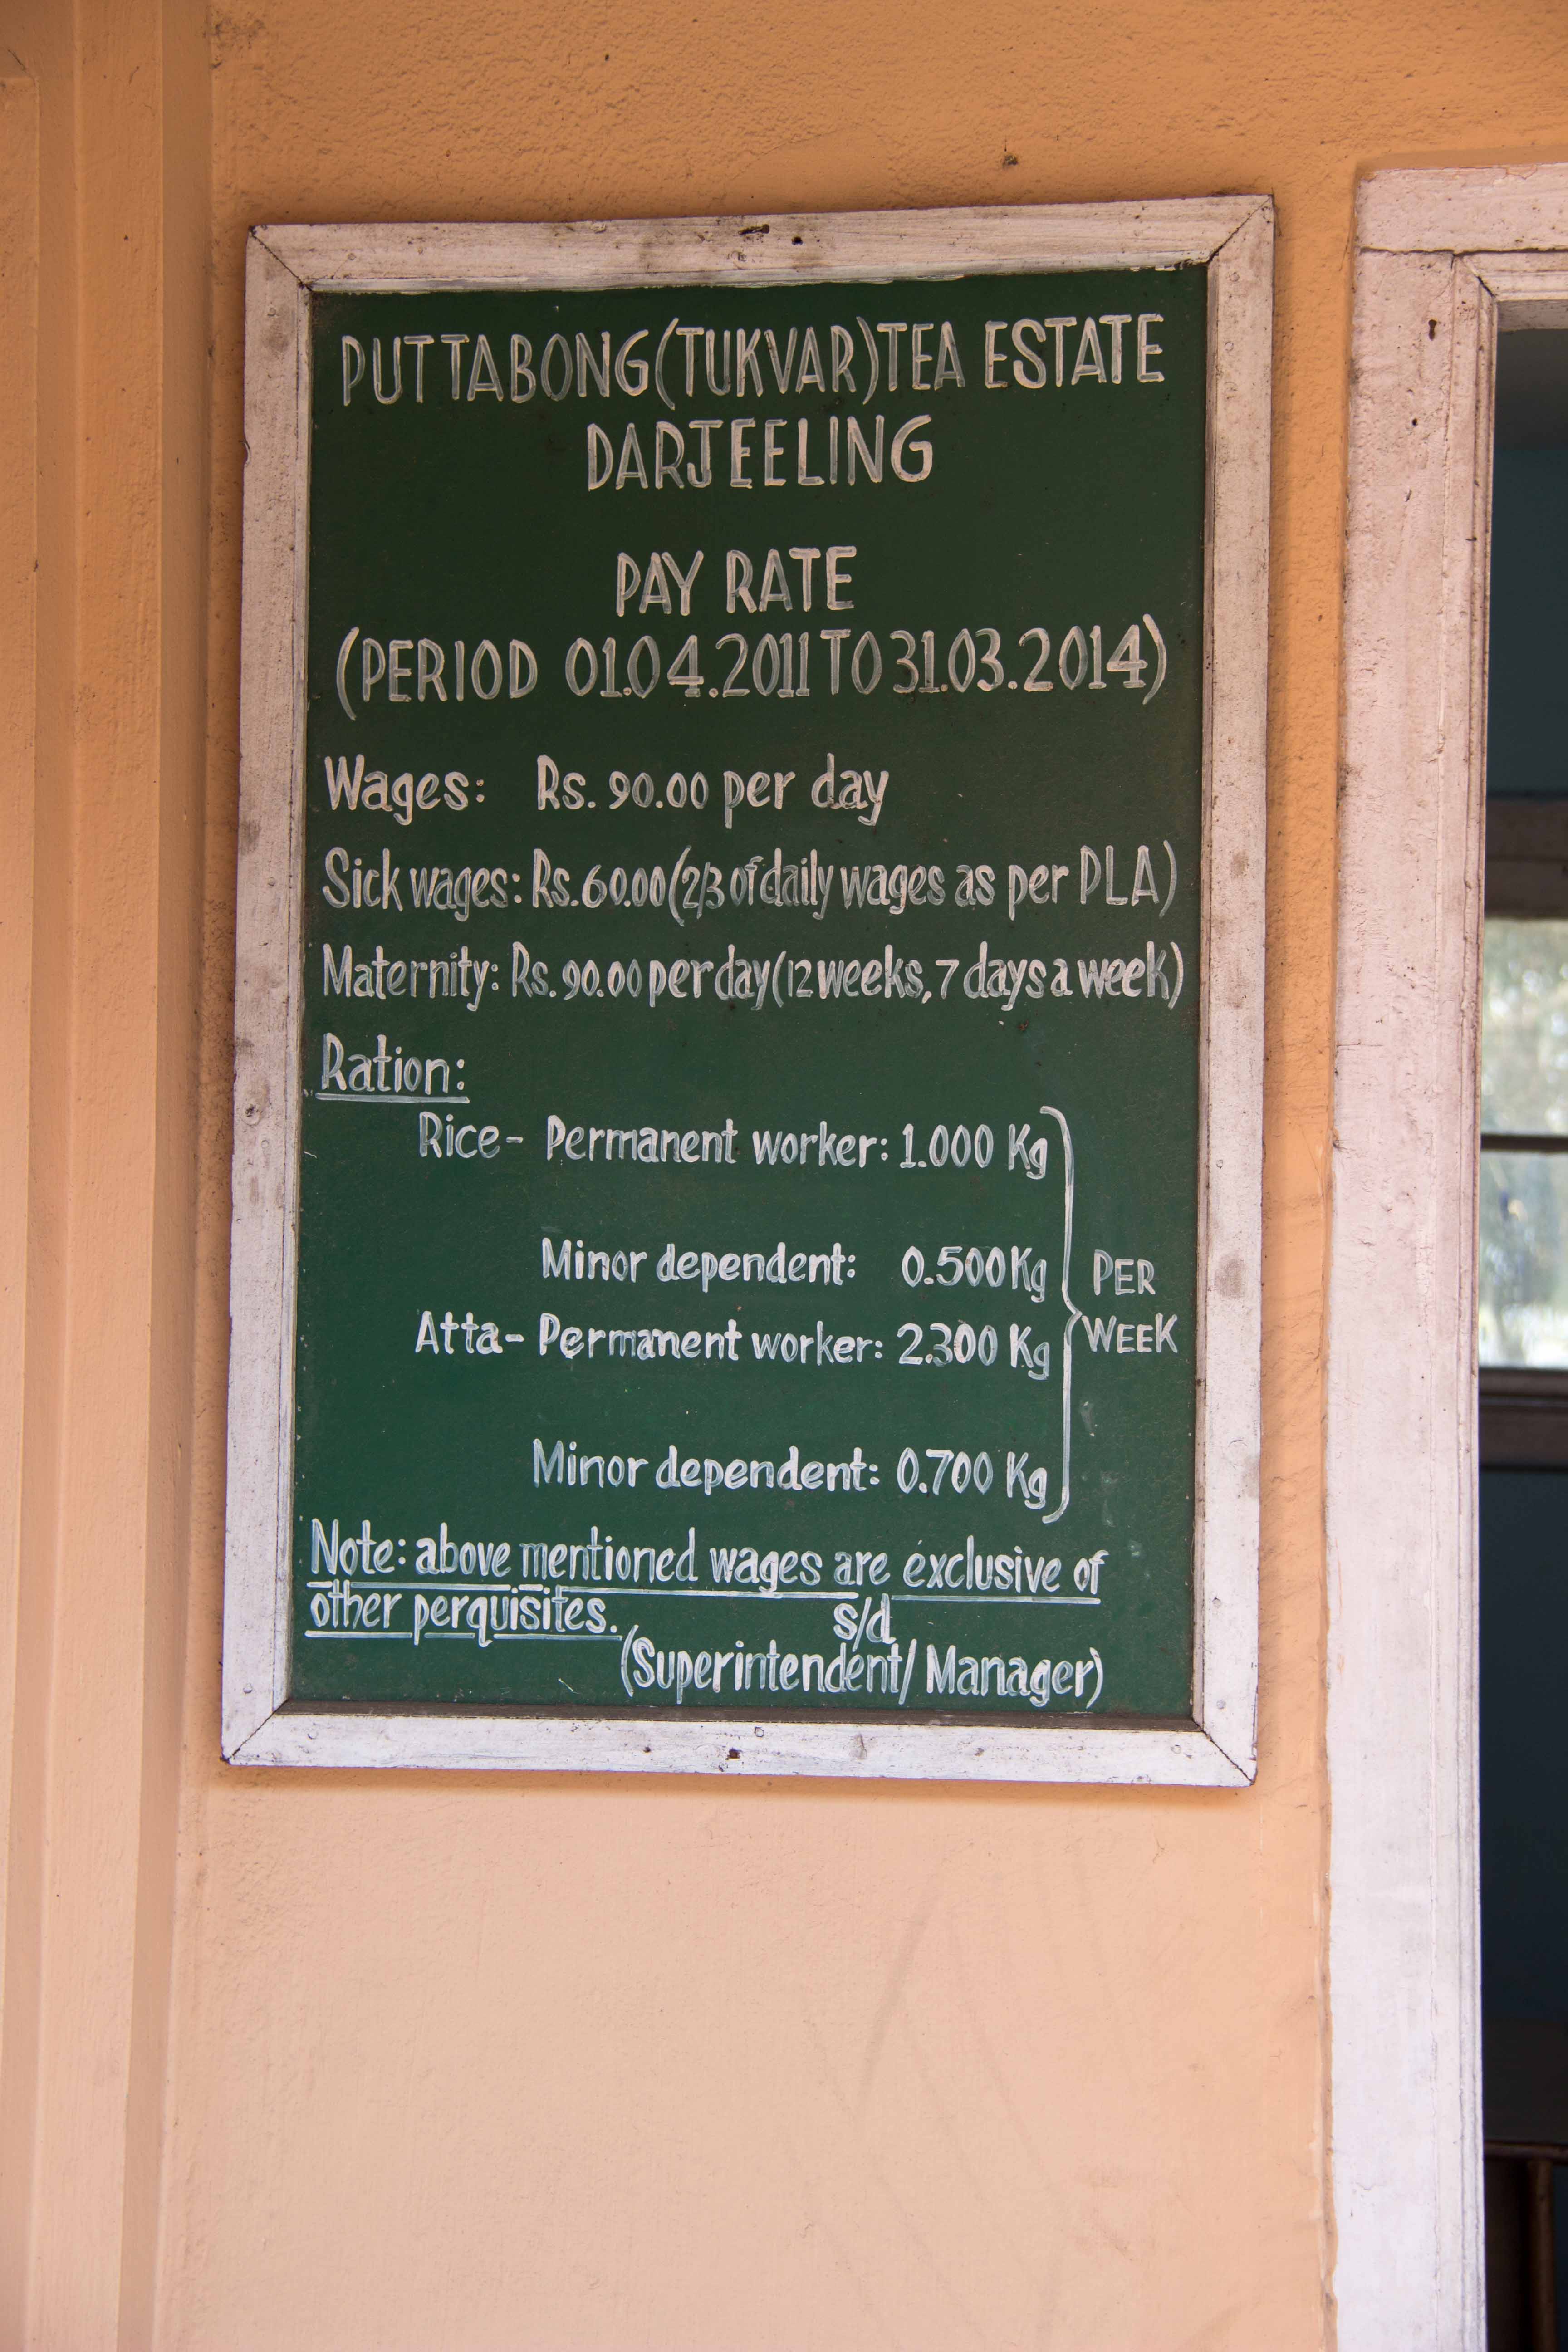 PUTTABONG(TUKVAR)TEA ESTATE
DARJEELING
PAY RATE
(PERIOD 01.04.2011 TO 31.03.2014)
Wages: Rs. 90.00 per day
Sick wages: Rs. 60.00(2/3 of daily wages as per PLA)
Maternity: Rs. 90.00 per day(12 weeks, 7 days a week)
Ration:
Rice- Permanent worker: 1.000 Kg
Minor dependent: 0.500Kg
Atta- Permanent worker: 2.300 Kg
Minor dependent: 0.700 Kg
PER
WEEK
Note: above mentioned wages are exclusive of
other perquisites.
s/d
(Superintendent/ Manager)